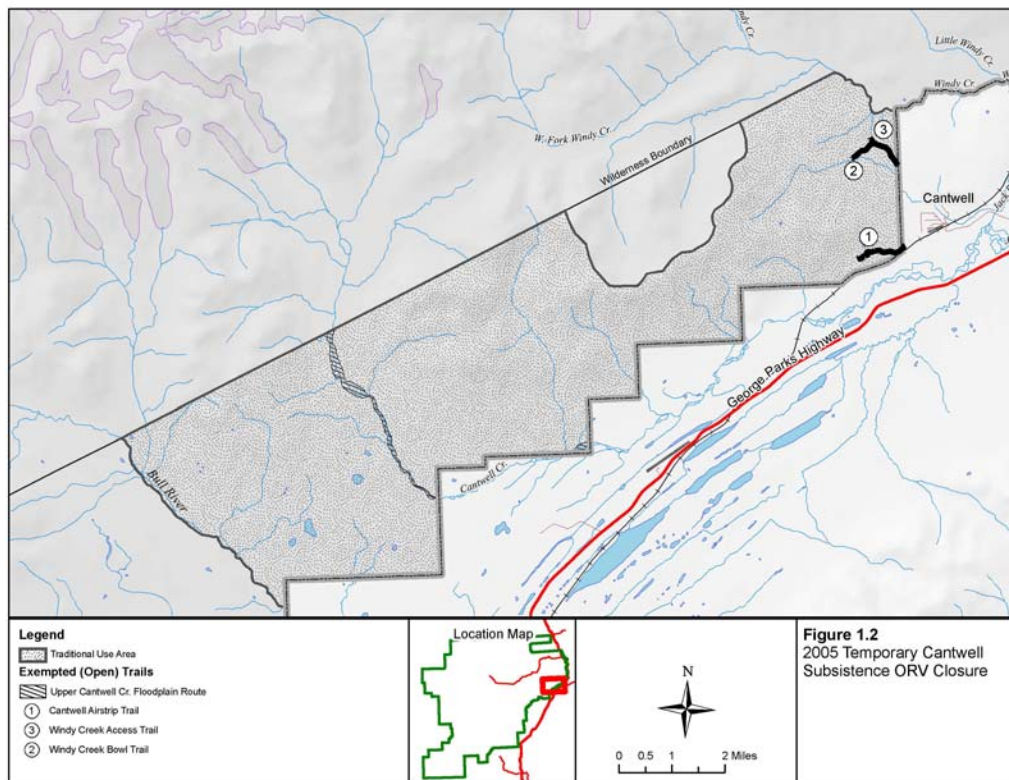 Little Windy Cr.
Windy Cr.
W. Fork Windy Cr.
Wilderness Boundary
3
2
Cantwell
1
George Parks Highway
Cantwell Cr.
Bull River
Legend
Traditional Use Area
Exempted (Open) Trails
Upper Cantwell Cr. Floodplain Route
1 Cantwell Airstrip Trail
3 Windy Creek Access Trail
2 Windy Creek Bowl Trail
Location Map
N
0 0.5 1 2 Miles
Figure 1.2
2005 Temporary Cantwell
Subsistence ORV Closure